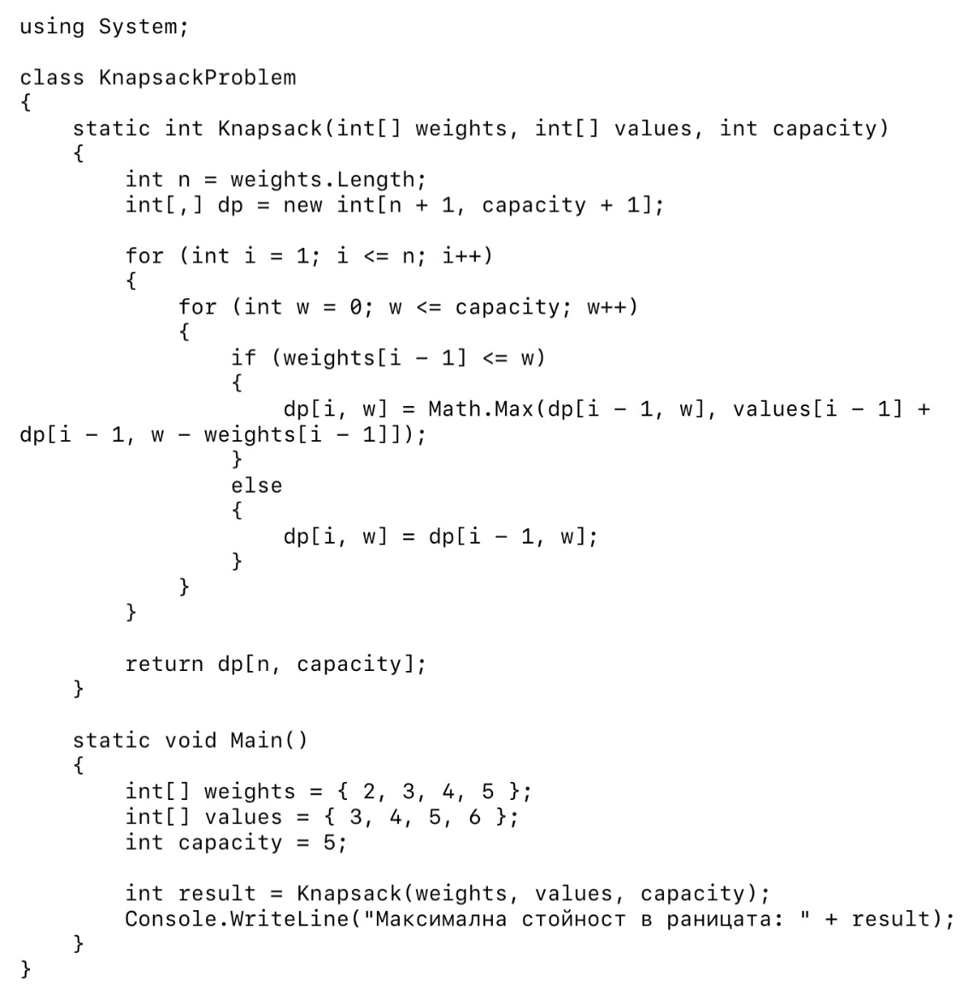 using System;

class KnapsackProblem
{
    static int Knapsack(int[] weights, int[] values, int capacity)
    {
        int n = weights.Length;
        int[,] dp = new int[n + 1, capacity + 1];

        for (int i = 1; i <= n; i++)
        {
            for (int w = 0; w <= capacity; w++)
            {
                if (weights[i − 1] <= w)
                {
                    dp[i, w] = Math.Max(dp[i − 1, w], values[i − 1] +
dp[i − 1, w − weights[i − 1]]);
                }
                else
                {
                    dp[i, w] = dp[i − 1, w];
                }
            }
        }

        return dp[n, capacity];
    }

    static void Main()
    {
        int[] weights = { 2, 3, 4, 5 };
        int[] values = { 3, 4, 5, 6 };
        int capacity = 5;

        int result = Knapsack(weights, values, capacity);
        Console.WriteLine("Максимална стойност в раницата: " + result);
    }
}